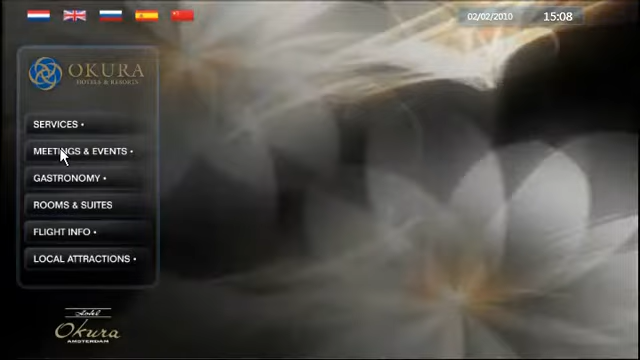 02/02/2010 15:08
OKURA
HOTELS & RESORTS
SERVICES •
MEETINGS & EVENTS •
GASTRONOMY •
ROOMS & SUITES
FLIGHT INFO •
LOCAL ATTRACTIONS •
Hotel
Okura
AMSTERDAM